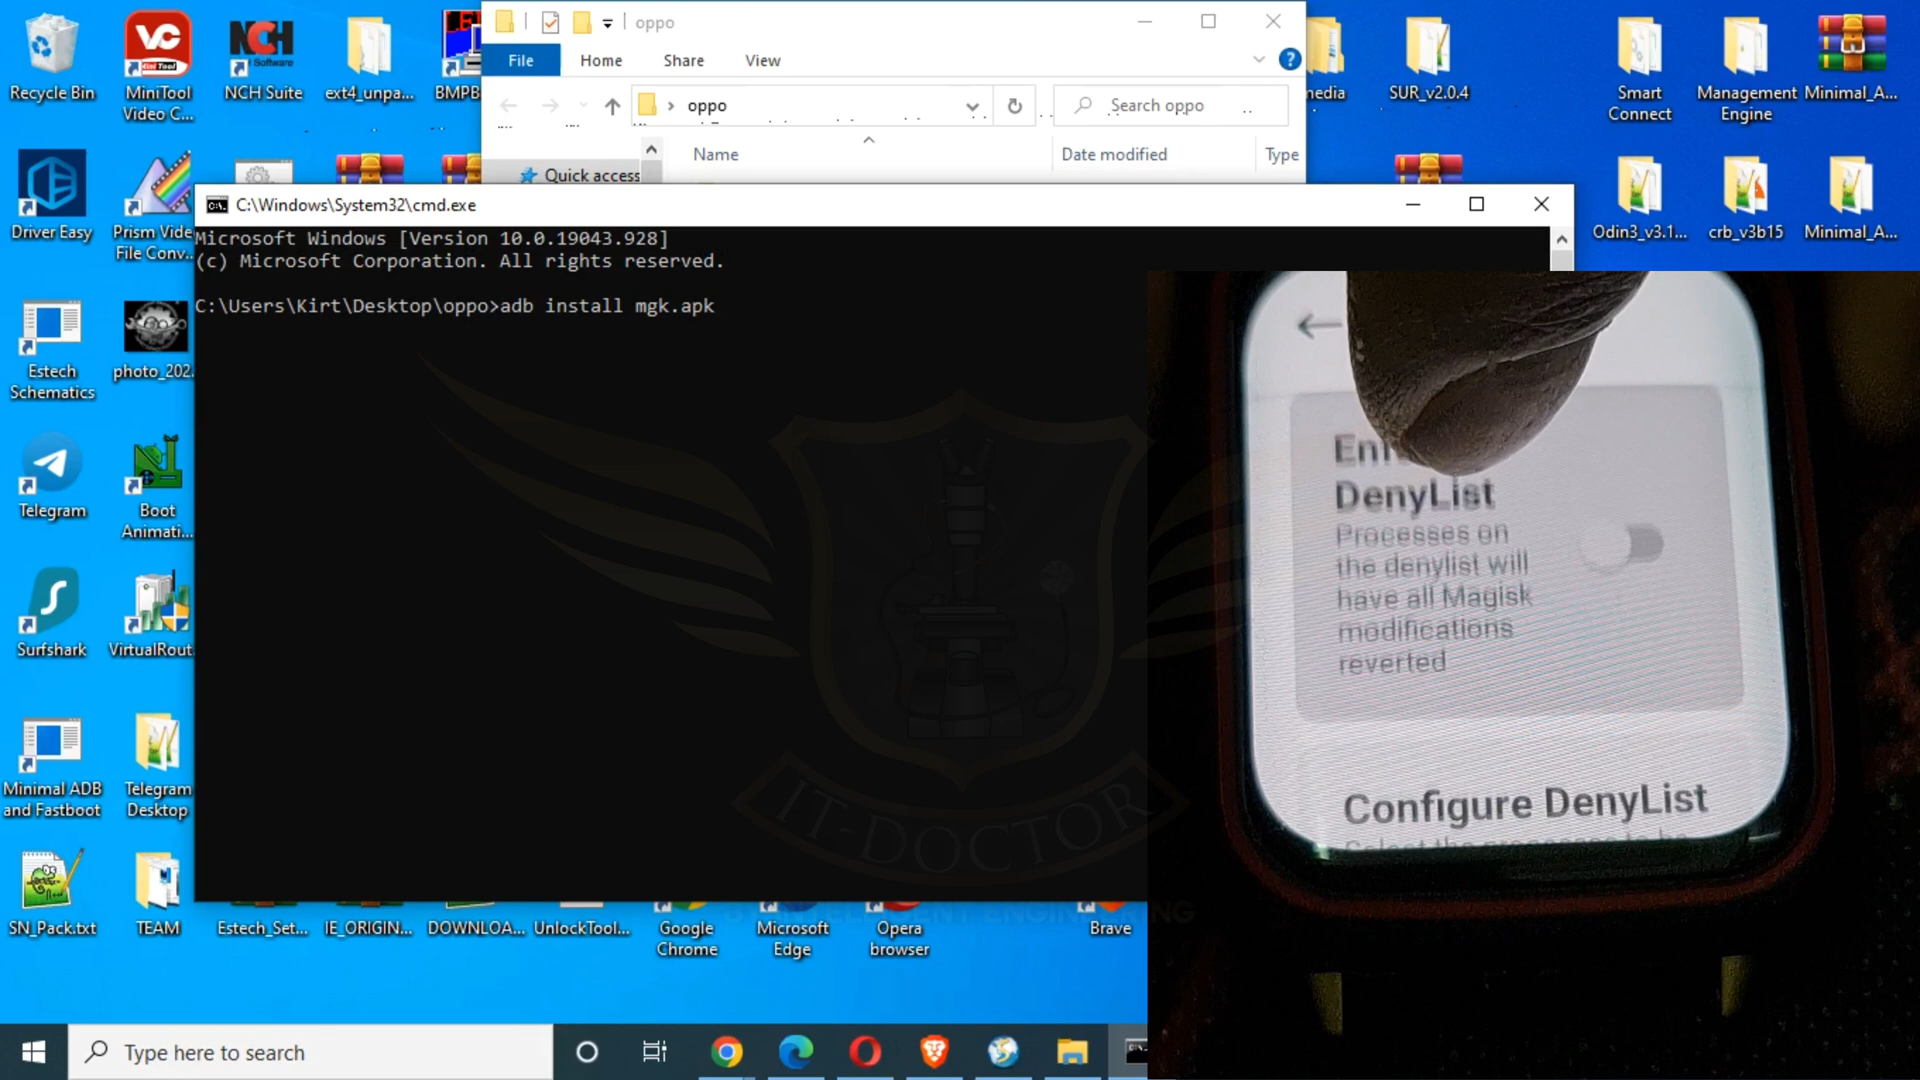 oppo
File
Home
Share
View
oppo
Search oppo
Name
Date modified
Type
Quick access
C:\Windows\System32\cmd.exe
Microsoft Windows [Version 10.0.19043.928]
(c) Microsoft Corporation. All rights reserved.
C:\Users\Kirt\Desktop\oppo>adb install mgk.apk
Recycle Bin
MiniTool
Video C...
NCH Suite
ext4_unpa...
SUR_v2.0.4
Smart
Connect
Management
Engine
Minimal_A...
Driver Easy
Prism Vide
File Conv...
Odin3_v3.1...
crb_v3b15
Minimal_A...
Estech
Schematics
photo_202.
Telegram
Boot
Animati...
Surfshark
VirtualRout
Minimal ADB
and Fastboot
Telegram
Desktop
SN_Pack.txt
TEAM
Estech_Set...
IE_ORIGIN...
DOWNLOA...
UnlockTool...
Google
Chrome
Microsoft
Edge
Opera
browser
Brave
IT-DOCTOR
DenyList
Processes on
the denylist will
have all Magisk
modifications
reverted
Configure DenyList
Type here to search